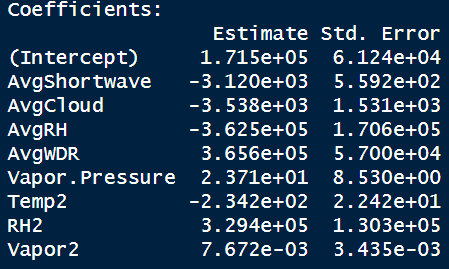 Coefficients:
Estimate Std. Error
(Intercept) 1.715e+05 6.124e+04
AvgShortwave -3.120e+03 5.592e+02
AvgCloud -3.538e+03 1.531e+03
AvgRH -3.625e+05 1.706e+05
AvgWDR 3.656e+05 5.700e+04
Vapor.Pressure 2.371e+01 8.530e+00
Temp2 -2.342e+02 2.242e+01
RH2 3.294e+05 1.303e+05
Vapor2 7.672e-03 3.435e-03